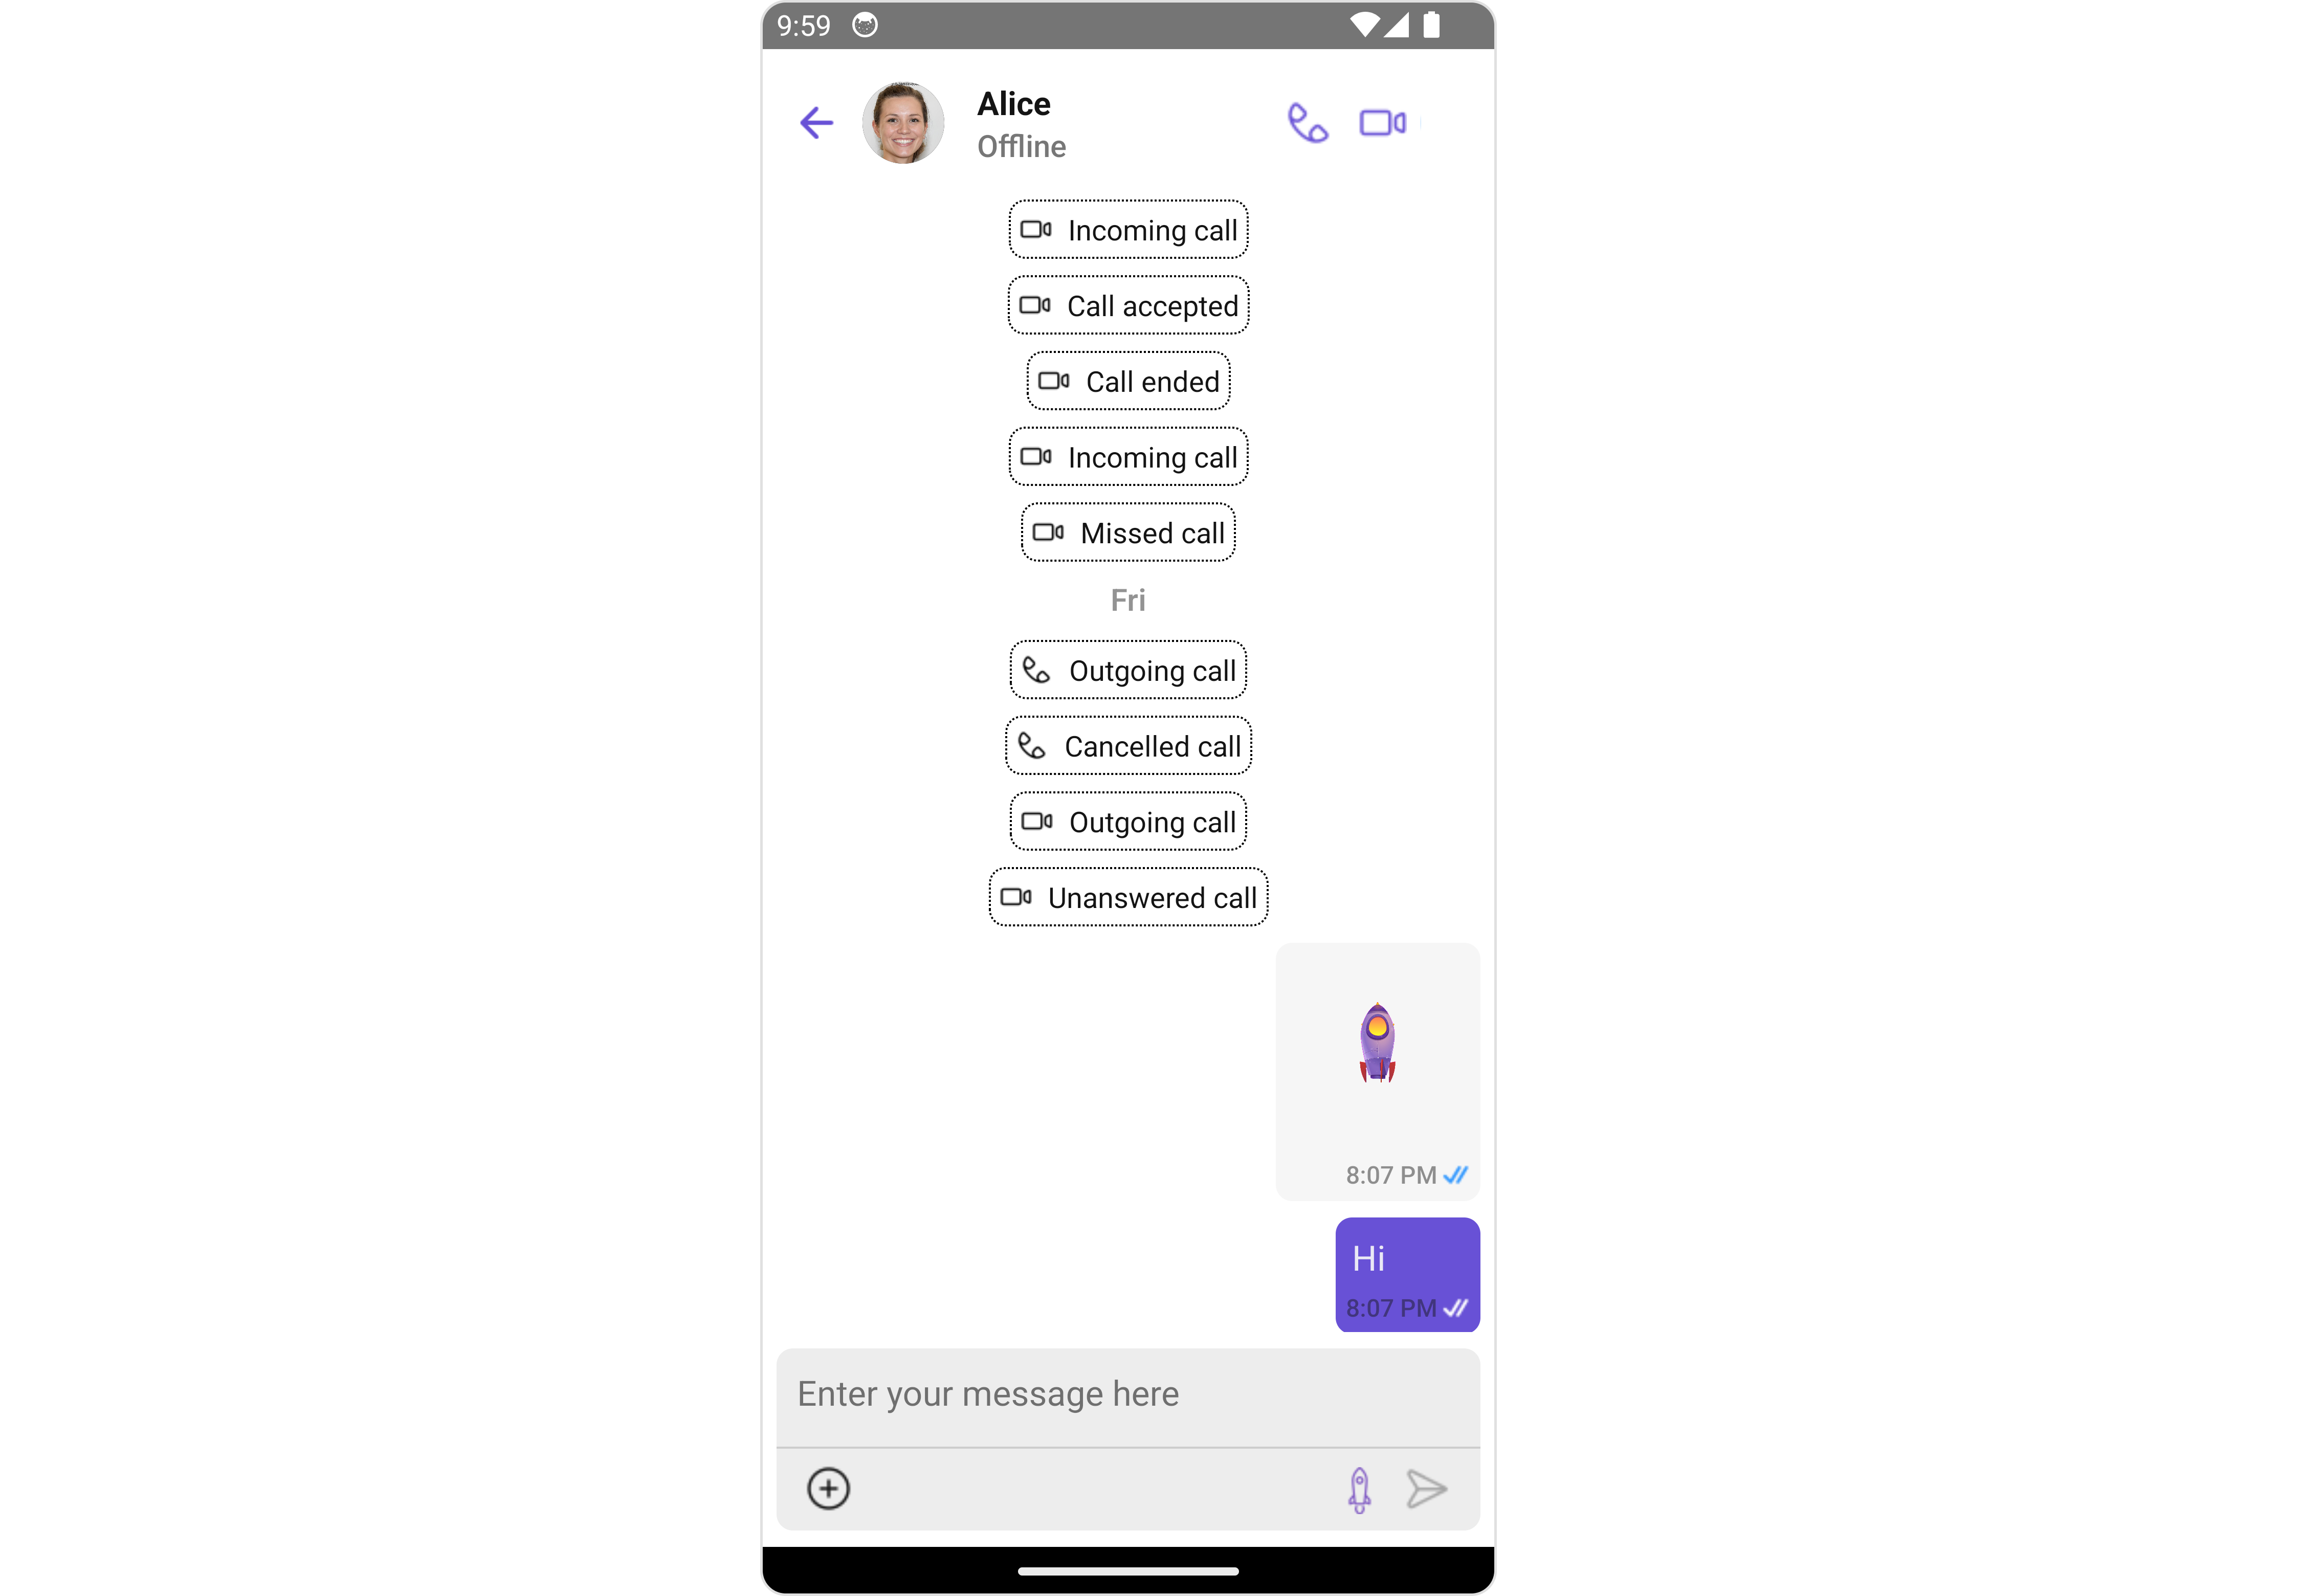 9:59
Alice
Offline
Incoming call
Call accepted
Call ended
Incoming call
Missed call
Fri
Outgoing call
Cancelled call
Outgoing call
Unanswered call
8:07 PM
Hi
8:07 PM
Enter your message here